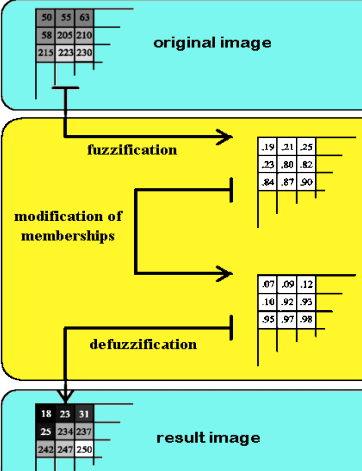 50 55 63
58 205 210
215 223 230
original image
fuzzification
.19 .21 .25
.23 .80 .82
.84 .87 .90
modification of
memberships
.07 .09 .12
.10 .92 .93
.95 .97 .98
defuzzification
18 23 31
25 234 237
242 247 250
result image